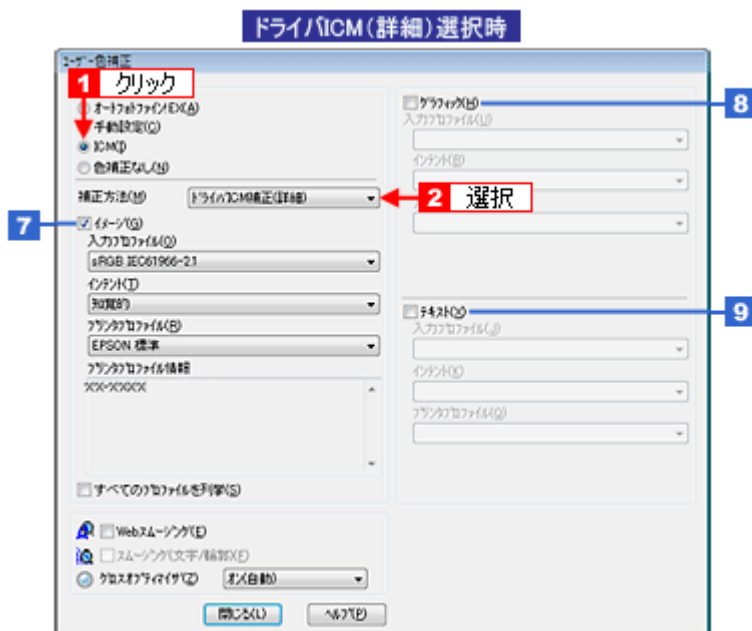 ドライバICM(詳細)選択時
ユーザー色補正
1 クリック
オートフォトファインEX(A)
手動設定(C)
ICM(I)
色補正なし(N)
補正方法(M) ドライバICM補正(詳細)
2 選択
7
イメージ(G)
入力プロファイル(O)
sRGB IEC61966-2.1
インテント(T)
知覚的
プリンタプロファイル(R)
EPSON 標準
プリンタプロファイル情報
XXX-XXXXX
すべてのプロファイルを列挙(S)
グラフィック(H)
8
入力プロファイル(U)
インテント(B)
テキスト(X)
9
入力プロファイル(J)
インテント(K)
プリンタプロファイル(Q)
Webスムージング(E)
スムージング(文字/輪郭)(F)
クロスオプティマイザ(Z) オン(自動)
閉じる(L)
ヘルプ(P)